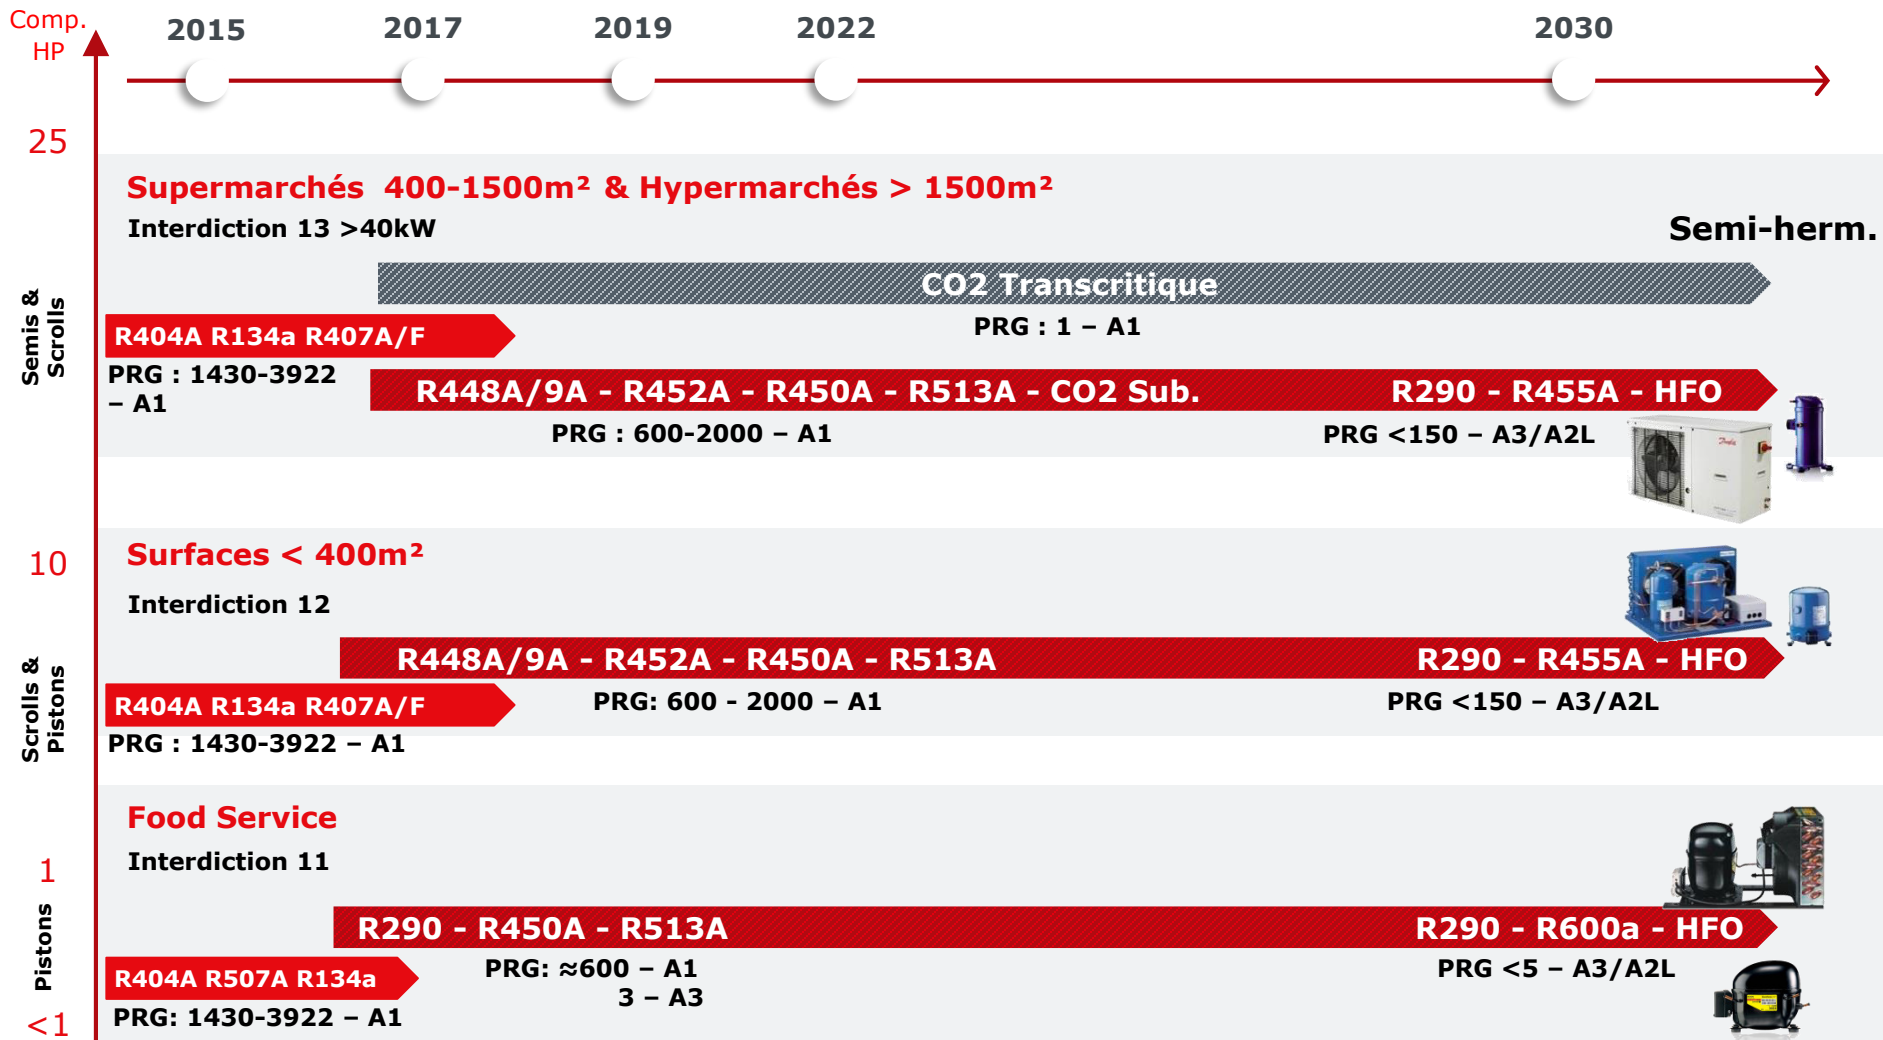 Comp.
HP
2015 2017 2019 2022 2030
25
Supermarchés 400-1500m² & Hypermarchés > 1500m²
Interdiction 13 >40kW
Semi-herm.
CO2 Transcritique
PRG : 1 – A1
Semis &
Scrolls
R404A R134a R407A/F
PRG : 1430-3922
– A1
R448A/9A - R452A - R450A - R513A - CO2 Sub. R290 - R455A - HFO
PRG : 600-2000 – A1 PRG <150 – A3/A2L
Danfoss
10
Surfaces < 400m²
Interdiction 12
Scrolls &
Pistons
R448A/9A - R452A - R450A - R513A R290 - R455A - HFO
PRG: 600 - 2000 – A1 PRG <150 – A3/A2L
R404A R134a R407A/F
PRG : 1430-3922 – A1
Food Service
Interdiction 11
1
Pistons
<1
R290 - R450A - R513A R290 - R600a - HFO
PRG: ≈600 – A1 PRG <5 – A3/A2L
3 – A3
R404A R507A R134a
PRG: 1430-3922 – A1